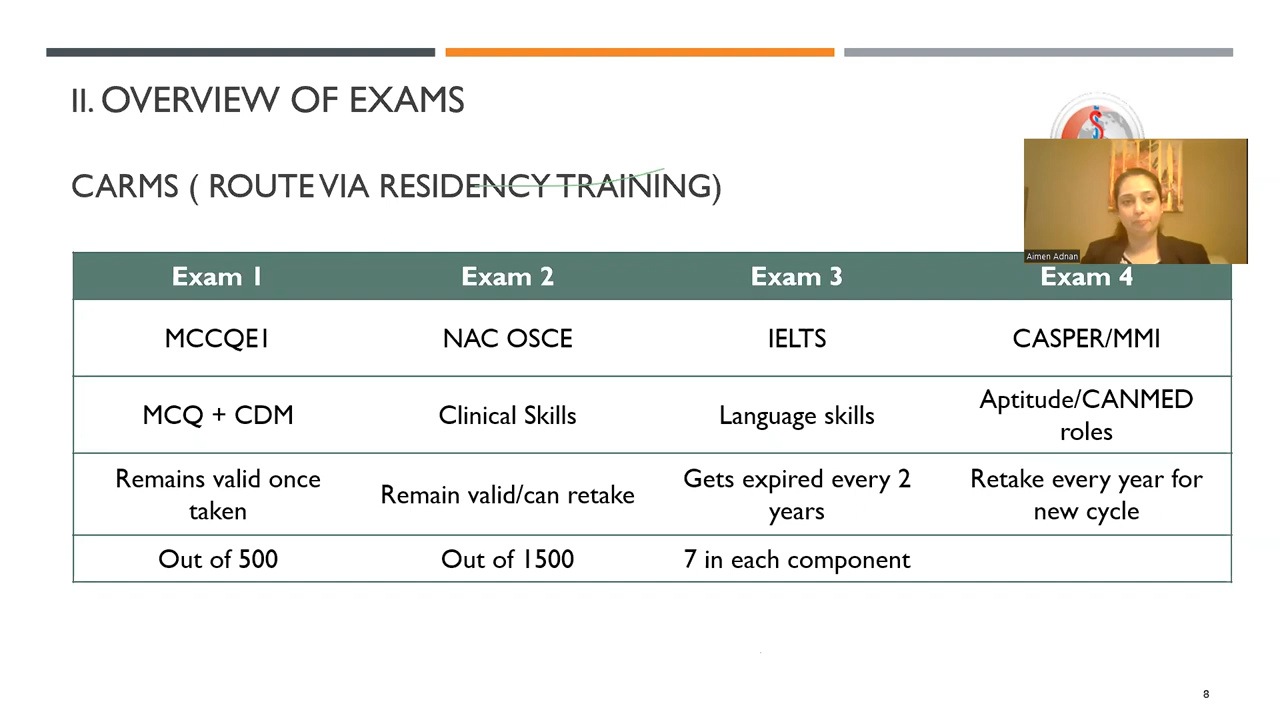 II. OVERVIEW OF EXAMS
CARMS ( ROUTE VIA RESIDENCY TRAINING)
Aimen Adnan
Exam 1 Exam 2 Exam 3 Exam 4
MCCQE1 NAC OSCE IELTS CASPER/MMI
MCQ + CDM Clinical Skills Language skills Aptitude/CANMED roles
Remains valid once taken Remain valid/can retake Gets expired every 2 years Retake every year for new cycle
Out of 500 Out of 1500 7 in each component
8